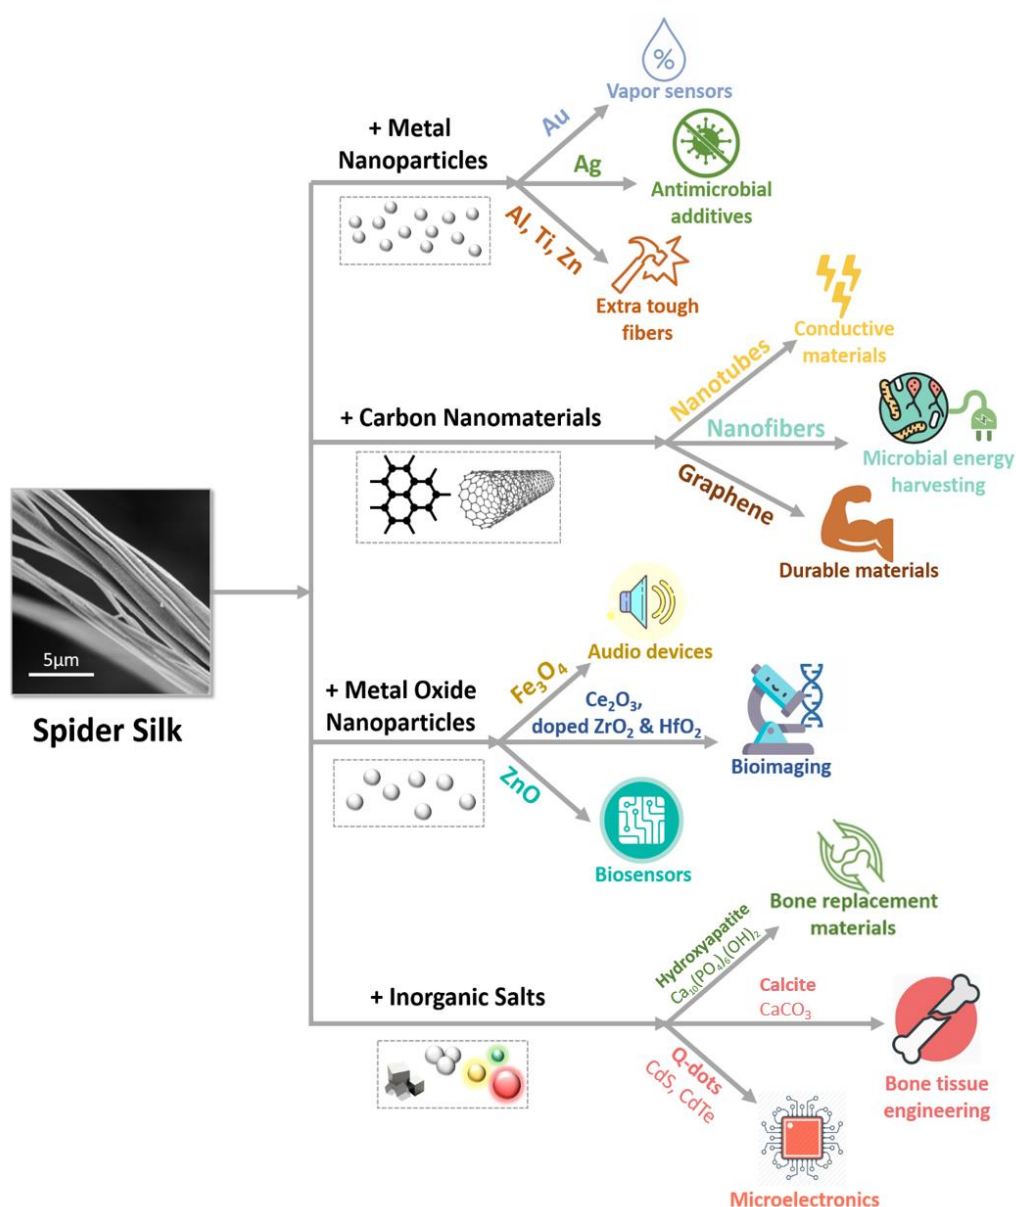 %
Vapor sensors
+ Metal
Nanoparticles
Au
Ag
Antimicrobial
additives
Al, Ti, Zn
Extra tough
fibers
Conductive
materials
+ Carbon Nanomaterials
Nanotubes
Nanofibers
Microbial energy
harvesting
Graphene
Durable materials
5µm
Spider Silk
+ Metal Oxide
Nanoparticles
Fe₃O₄
Audio devices
Ce₂O₃,
doped ZrO₂ & HfO₂
Bioimaging
ZnO
Biosensors
+ Inorganic Salts
Hydroxyapatite
Ca₁₀(PO₄)₆(OH)₂
Bone replacement
materials
Calcite
CaCO₃
Bone tissue
engineering
Q-dots
CdS, CdTe
Microelectronics